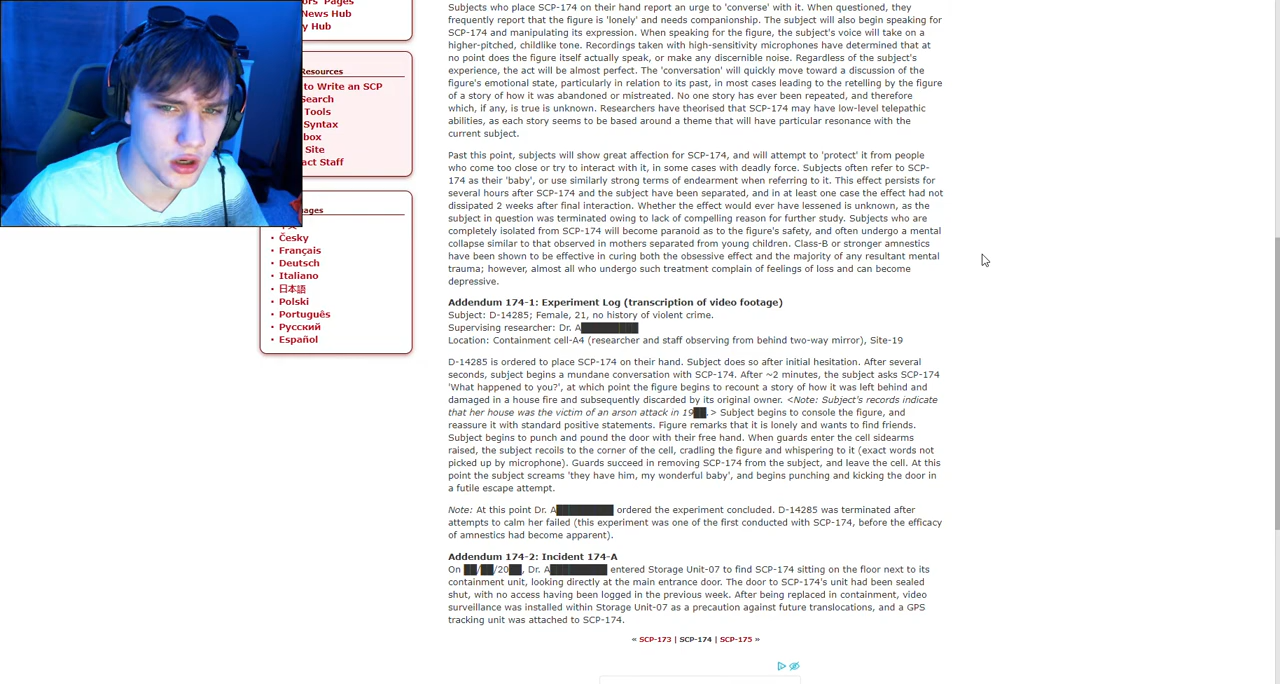 ors' Pages
News Hub
y Hub
Resources
to Write an SCP
Search
Tools
Syntax
box
Site
act Staff
ages
Česky
Français
Deutsch
Italiano
日本語
Polski
Português
Русский
Español
Subjects who place SCP-174 on their hand report an urge to 'converse' with it. When questioned, they
frequently report that the figure is 'lonely' and needs companionship. The subject will also begin speaking for
SCP-174 and manipulating its expression. When speaking for the figure, the subject's voice will take on a
higher-pitched, childlike tone. Recordings taken with high-sensitivity microphones have determined that at
no point does the figure itself actually speak, or make any discernible noise. Regardless of the subject's
experience, the act will be almost perfect. The 'conversation' will quickly move toward a discussion of the
figure's emotional state, particularly in relation to its past, in most cases leading to the retelling by the figure
of a story of how it was abandoned or mistreated. No one story has ever been repeated, and therefore
which, if any, is true is unknown. Researchers have theorised that SCP-174 may have low-level telepathic
abilities, as each story seems to be based around a theme that will have particular resonance with the
current subject.
Past this point, subjects will show great affection for SCP-174, and will attempt to 'protect' it from people
who come too close or try to interact with it, in some cases with deadly force. Subjects often refer to SCP-
174 as their 'baby', or use similarly strong terms of endearment when referring to it. This effect persists for
several hours after SCP-174 and the subject have been separated, and in at least one case the effect had not
dissipated 2 weeks after final interaction. Whether the effect would ever have lessened is unknown, as the
subject in question was terminated owing to lack of compelling reason for further study. Subjects who are
completely isolated from SCP-174 will become paranoid as to the figure's safety, and often undergo a mental
collapse similar to that observed in mothers separated from young children. Class-B or stronger amnestics
have been shown to be effective in curing both the obsessive effect and the majority of any resultant mental
trauma; however, almost all who undergo such treatment complain of feelings of loss and can become
depressive.
Addendum 174-1: Experiment Log (transcription of video footage)
Subject: D-14285; Female, 21, no history of violent crime.
Supervising researcher: Dr. A█████████
Location: Containment cell-A4 (researcher and staff observing from behind two-way mirror), Site-19
D-14285 is ordered to place SCP-174 on their hand. Subject does so after initial hesitation. After several
seconds, subject begins a mundane conversation with SCP-174. After ~2 minutes, the subject asks SCP-174
'What happened to you?', at which point the figure begins to recount a story of how it was left behind and
damaged in a house fire and subsequently discarded by its original owner. <Note: Subject's records indicate
that her house was the victim of an arson attack in 19██.> Subject begins to console the figure, and
reassure it with standard positive statements. Figure remarks that it is lonely and wants to find friends.
Subject begins to punch and pound the door with their free hand. When guards enter the cell sidearms
raised, the subject recoils to the corner of the cell, cradling the figure and whispering to it (exact words not
picked up by microphone). Guards succeed in removing SCP-174 from the subject, and leave the cell. At this
point the subject screams 'they have him, my wonderful baby', and begins punching and kicking the door in
a futile escape attempt.
Note: At this point Dr. A█████████ ordered the experiment concluded. D-14285 was terminated after
attempts to calm her failed (this experiment was one of the first conducted with SCP-174, before the efficacy
of amnestics had become apparent).
Addendum 174-2: Incident 174-A
On ██/██/20██, Dr. A█████████ entered Storage Unit-07 to find SCP-174 sitting on the floor next to its
containment unit, looking directly at the main entrance door. The door to SCP-174's unit had been sealed
shut, with no access having been logged in the previous week. After being replaced in containment, video
surveillance was installed within Storage Unit-07 as a precaution against future translocations, and a GPS
tracking unit was attached to SCP-174.
« SCP-173 | SCP-174 | SCP-175 »